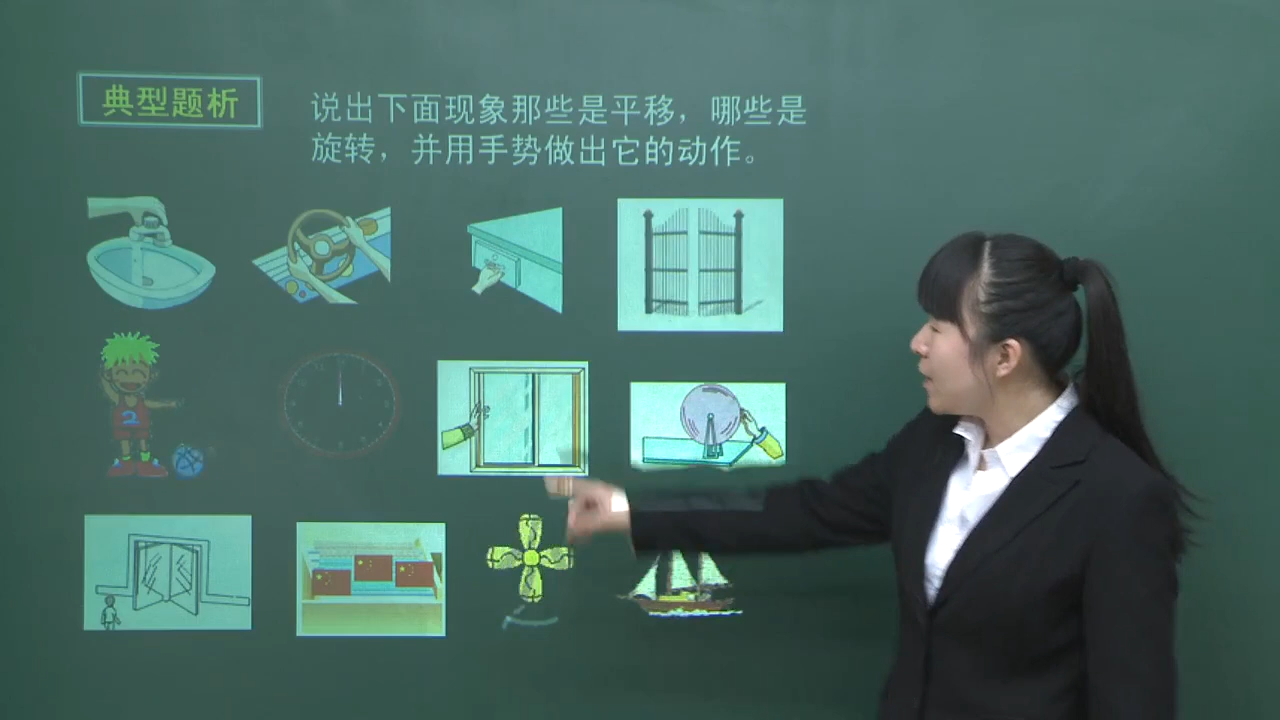 典型题析
说出下面现象那些是平移，哪些是
旋转，并用手势做出它的动作。
2